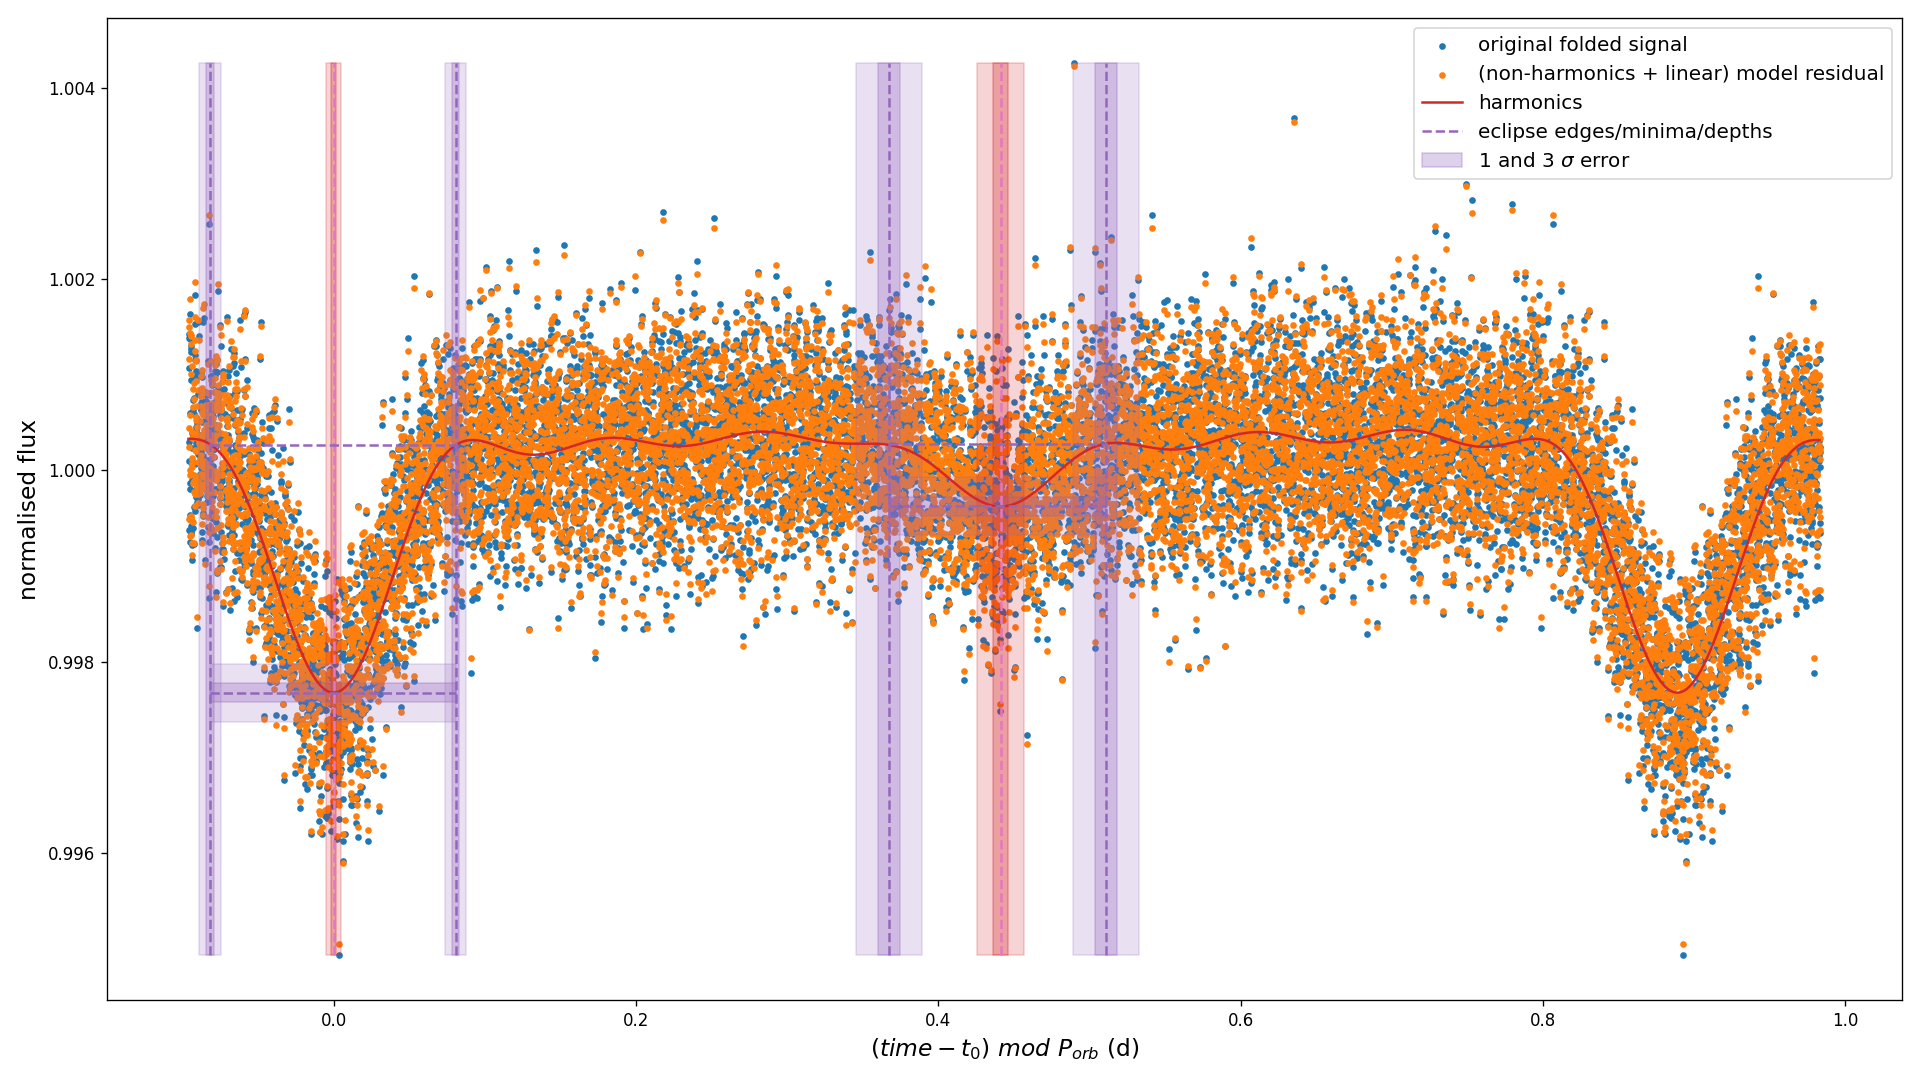 original folded signal
(non-harmonics + linear) model residual
harmonics
eclipse edges/minima/depths
1 and 3 σ error
normalised flux
1.004
1.002
1.000
0.998
0.996
0.0 0.2 0.4 0.6 0.8 1.0
(time − t₀) mod Pₒᵣb (d)